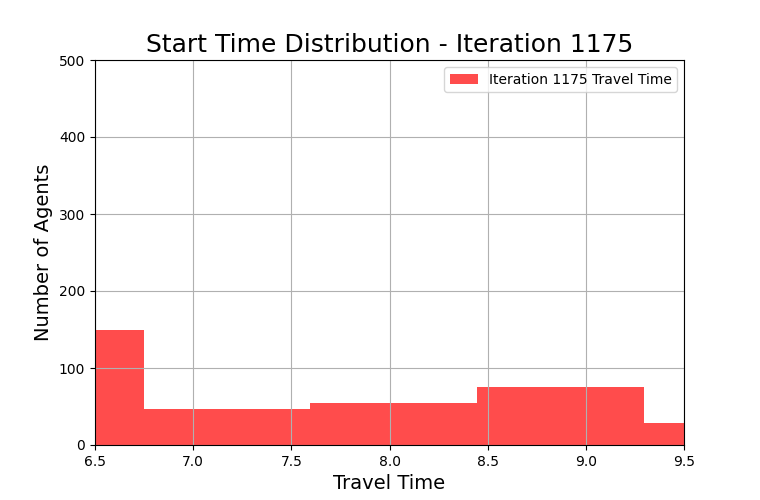 Start Time Distribution - Iteration 1175
Iteration 1175 Travel Time
Number of Agents
500
400
300
200
100
0
6.5 7.0 7.5 8.0 8.5 9.0 9.5
Travel Time